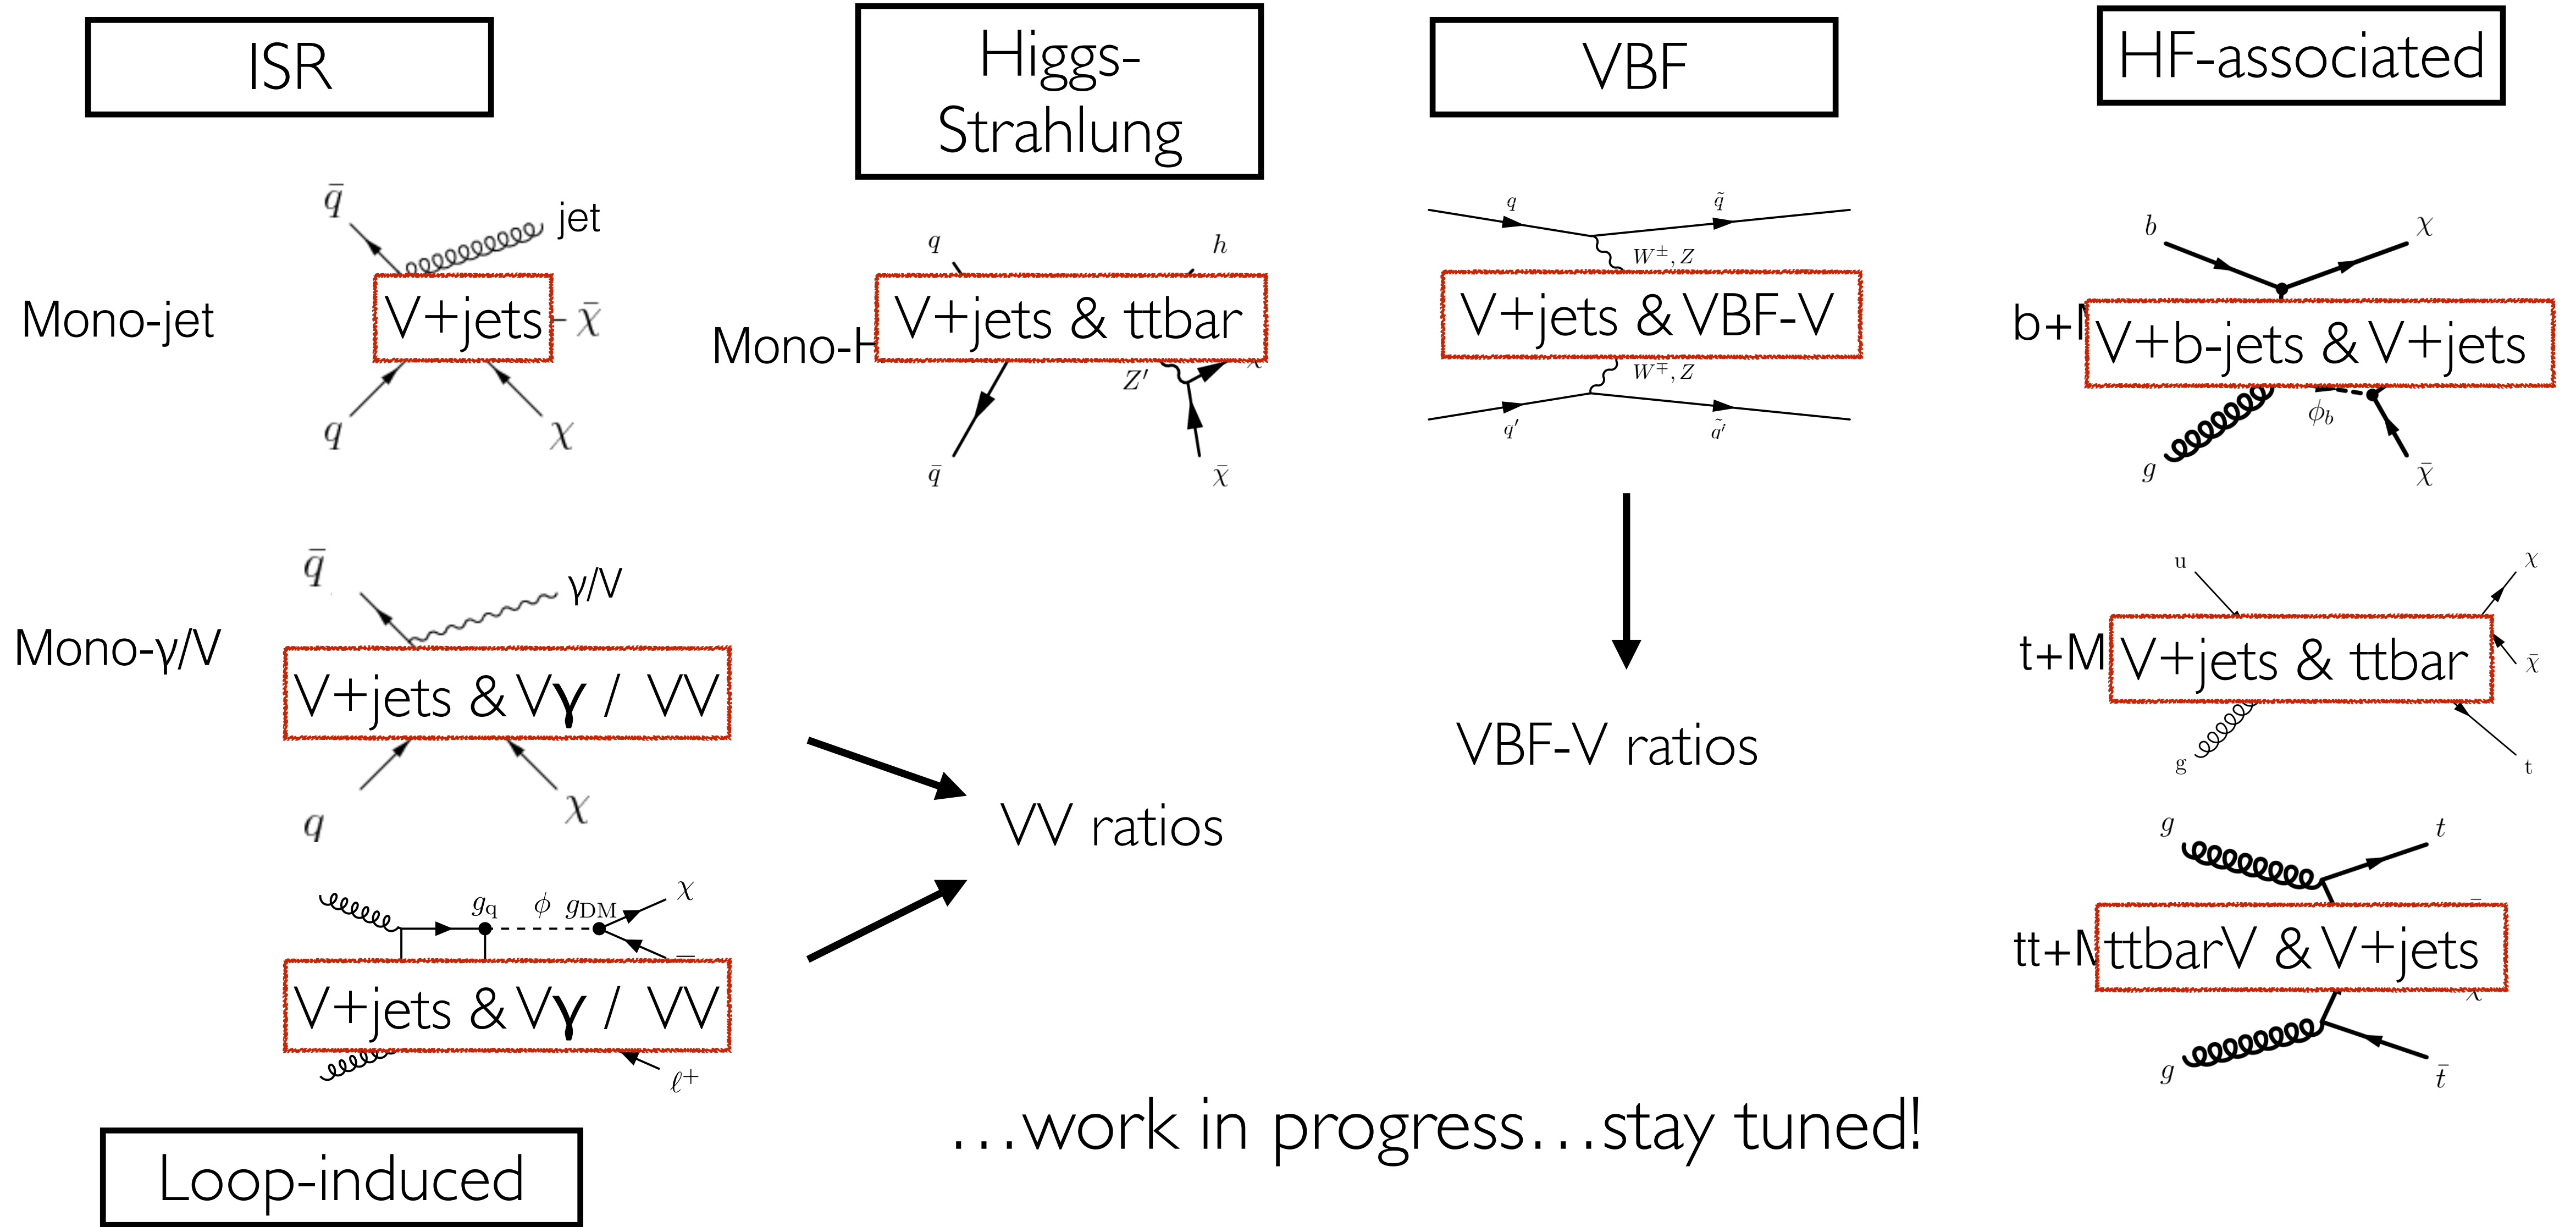 ISR
Higgs-
Strahlung
VBF
HF-associated
Mono-jet
q̄
jet
V+jets
χ̄
q
χ
Mono-H
q
h
V+jets & ttbar
Z′
q̄
χ̄
q
q̃
W±, Z
V+jets & VBF-V
W∓, Z
q′
q̃′
b
χ
b+M
V+b-jets & V+jets
ϕb
g
χ̄
Mono-γ/V
q̄
γ/V
V+jets & Vγ / VV
q
χ
VV ratios
VBF-V ratios
u
χ
t+M
V+jets & ttbar
χ̄
g
t
gq
ϕ
gDM
χ
V+jets & Vγ / VV
ℓ+
g
t
tt+M
ttbarV & V+jets
g
t̄
Loop-induced
…work in progress…stay tuned!